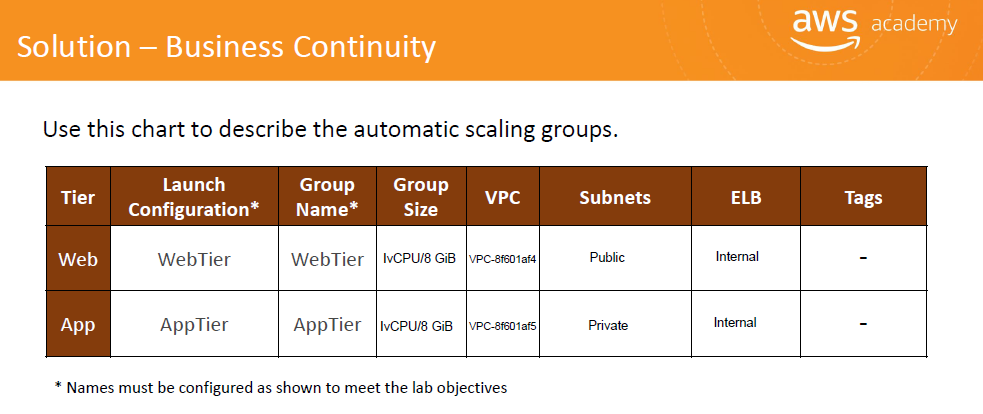 Solution – Business Continuity
aws academy
Use this chart to describe the automatic scaling groups.
Tier Launch Configuration* Group Name* Group Size VPC Subnets ELB Tags
Web WebTier WebTier IvCPU/8 GiB VPC-8f601af4 Public Internal -
App AppTier AppTier IvCPU/8 GiB VPC-8f601af5 Private Internal -
* Names must be configured as shown to meet the lab objectives